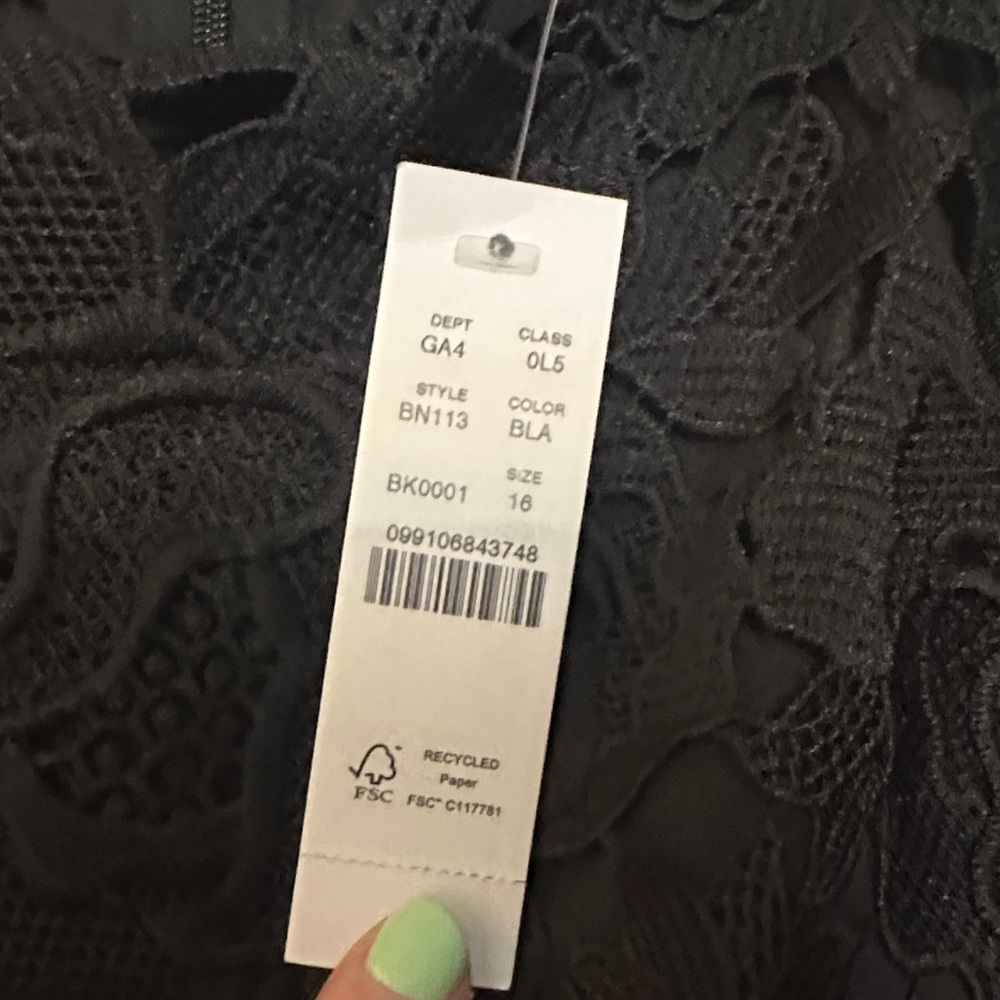 DEPT CLASS
GA4 0L5
STYLE COLOR
BN113 BLA
SIZE
BK0001 16
099106843748
RECYCLED
Paper
FSC FSC™ C117781